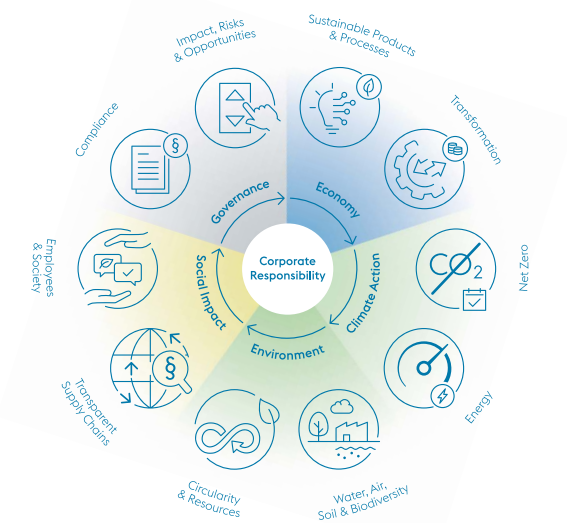 Impact, Risks
& Opportunities
Sustainable Products
& Processes
Compliance
§
Transformation
Governance
Economy
Employees
& Society
Social Impact
Corporate
Responsibility
Climate Action
CO2
Net Zero
Environment
Transparent
Supply Chains
§
Energy
Circularity
& Resources
Water, Air,
Soil & Biodiversity